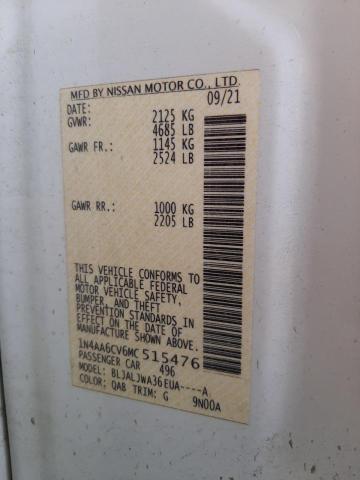 MFD BY NISSAN MOTOR CO., LTD.
DATE: 09/21
GVWR: 2125 KG
4685 LB
GAWR FR.: 1145 KG
2524 LB
GAWR RR.: 1000 KG
2205 LB
THIS VEHICLE CONFORMS TO
ALL APPLICABLE FEDERAL
MOTOR VEHICLE SAFETY,
BUMPER, AND THEFT
PREVENTION STANDARDS IN
EFFECT ON THE DATE OF
MANUFACTURE SHOWN ABOVE.
1N4AA6CV6MC 515476
PASSENGER CAR 496
MODEL: BLJALJWA36EUA----A
COLOR: QAB TRIM: G 9N00A